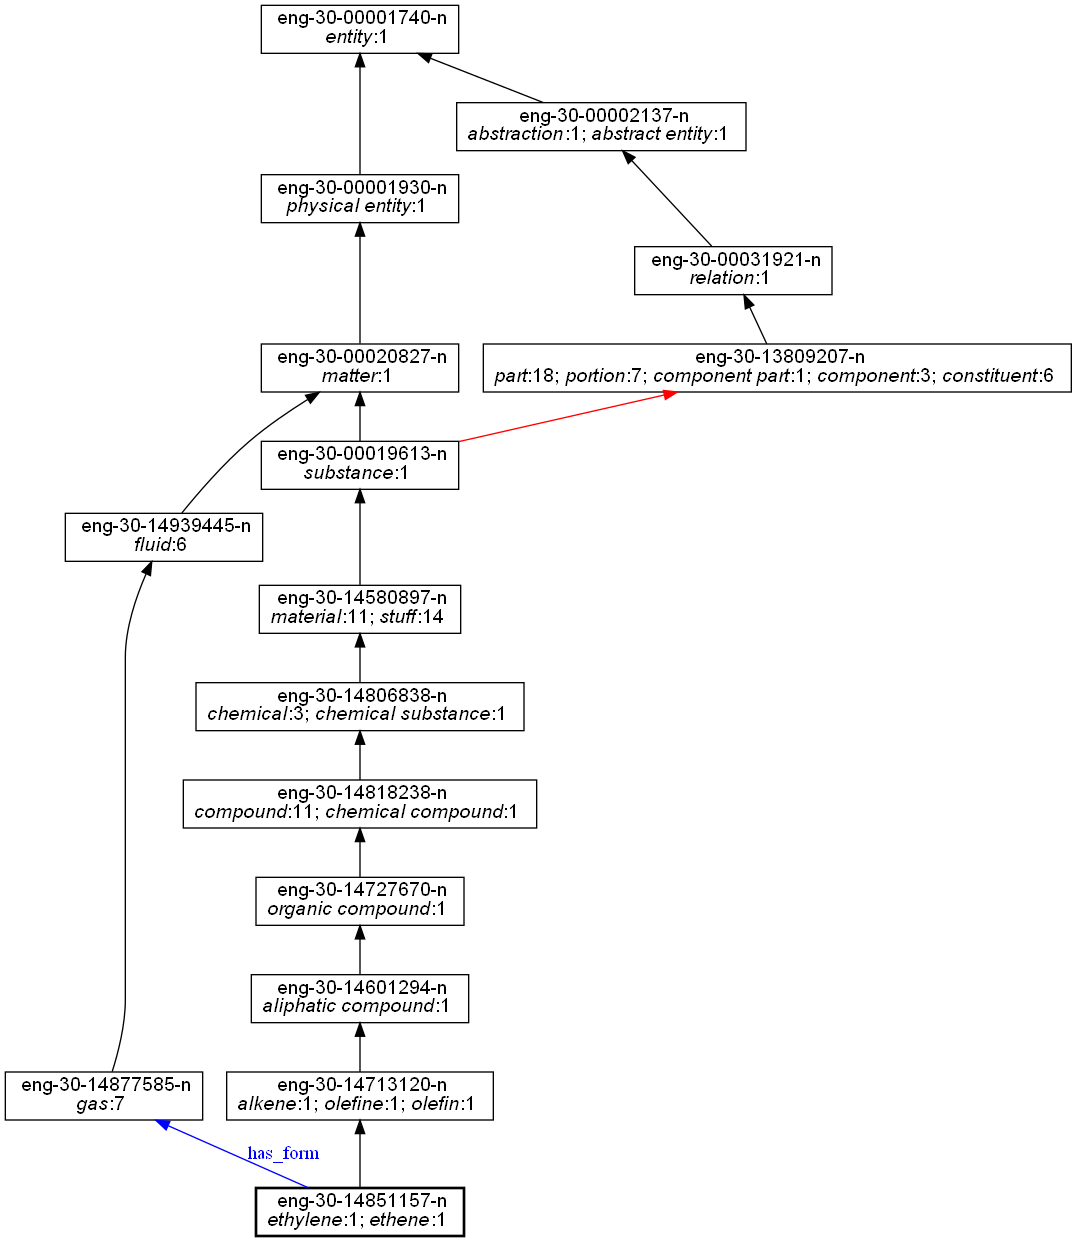 eng-30-00001740-n
entity:1
eng-30-00002137-n
abstraction:1; abstract entity:1
eng-30-00001930-n
physical entity:1
eng-30-00031921-n
relation:1
eng-30-00020827-n
matter:1
eng-30-13809207-n
part:18; portion:7; component part:1; component:3; constituent:6
eng-30-00019613-n
substance:1
eng-30-14939445-n
fluid:6
eng-30-14580897-n
material:11; stuff:14
eng-30-14806838-n
chemical:3; chemical substance:1
eng-30-14818238-n
compound:11; chemical compound:1
eng-30-14727670-n
organic compound:1
eng-30-14601294-n
aliphatic compound:1
eng-30-14877585-n
gas:7
eng-30-14713120-n
alkene:1; olefine:1; olefin:1
has_form
eng-30-14851157-n
ethylene:1; ethene:1